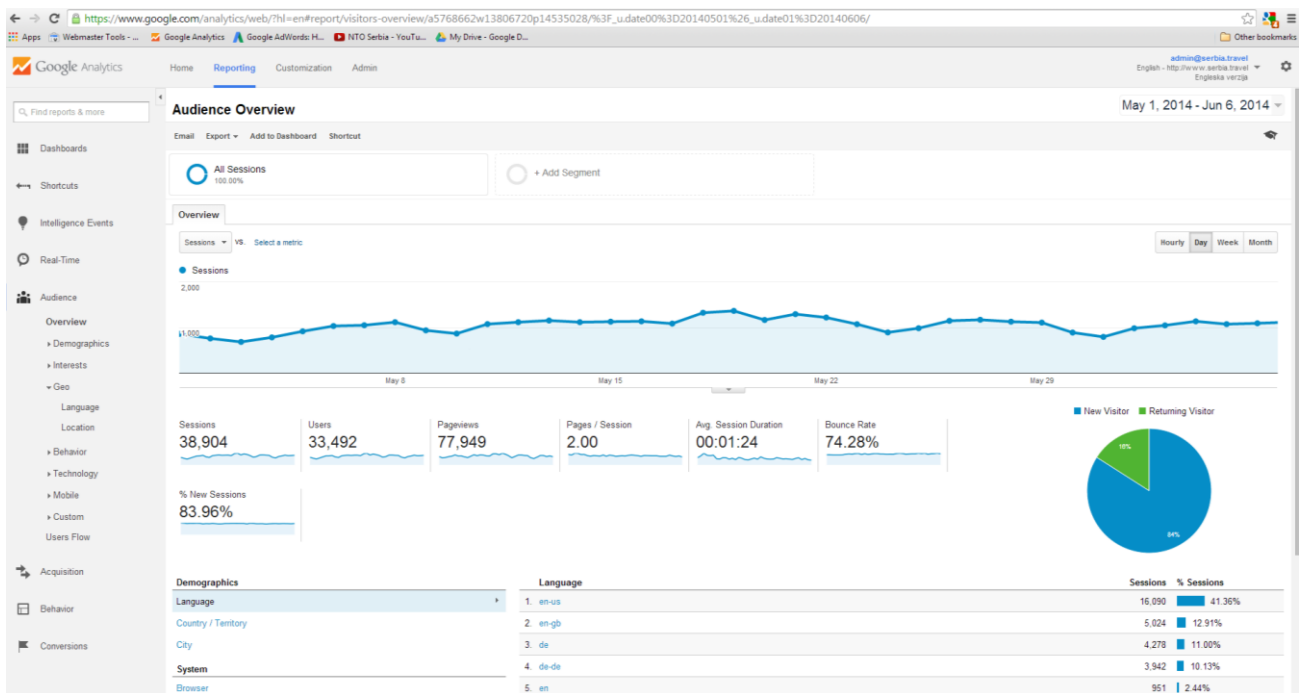 https://www.google.com/analytics/web/?hl=en#report/visitors-overview/a5768662w13806720p14535028/%3F_u.date00%3D20140501%26_u.date01%3D20140606/
Apps Webmaster Tools - ... Google Analytics Google AdWords: H... NTO Serbia - YouTu... My Drive - Google D... Other bookmarks
Google Analytics Home Reporting Customization Admin
admin@serbia.travel
English - http://www.serbia.travel
Engleska verzija
Find reports & more
Audience Overview
May 1, 2014 - Jun 6, 2014
Email Export Add to Dashboard Shortcut
Dashboards
Shortcuts
Intelligence Events
Real-Time
Audience
Overview
Demographics
Interests
Geo
Language
Location
Behavior
Technology
Mobile
Custom
Users Flow
Acquisition
Behavior
Conversions
All Sessions
100.00%
+ Add Segment
Overview
Sessions VS. Select a metric
Hourly Day Week Month
Sessions
2,000
1,000
May 8 May 15 May 22 May 29
Sessions
38,904
Users
33,492
Pageviews
77,949
Pages / Session
2.00
Avg. Session Duration
00:01:24
Bounce Rate
74.28%
% New Sessions
83.96%
New Visitor Returning Visitor
16%
84%
Demographics
Language
Country / Territory
City
System
Browser
Language Sessions % Sessions
1. en-us 16,090 41.36%
2. en-gb 5,024 12.91%
3. de 4,278 11.00%
4. de-de 3,942 10.13%
5. en 951 2.44%